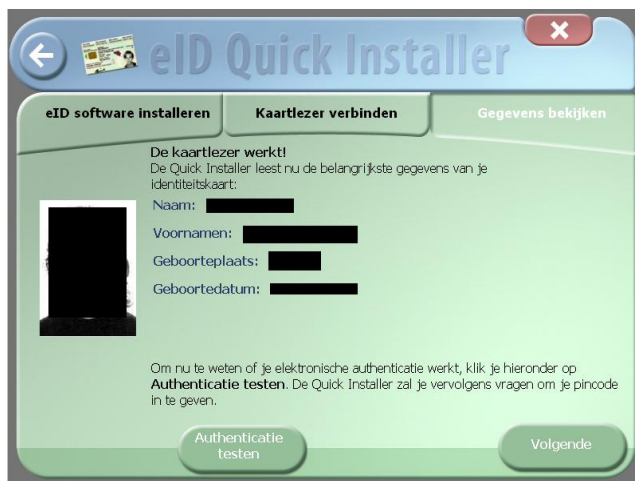 eID Quick Installer
eID software installeren
Kaartlezer verbinden
Gegevens bekijken
De kaartlezer werkt!
De Quick Installer leest nu de belangrijkste gegevens van je
identiteitskaart:
Naam:
Voornamen:
Geboorteplaats:
Geboortedatum:
Om nu te weten of je elektronische authenticatie werkt, klik je hieronder op
Authenticatie testen. De Quick Installer zal je vervolgens vragen om je pincode
in te geven.
Authenticatie
testen
Volgende